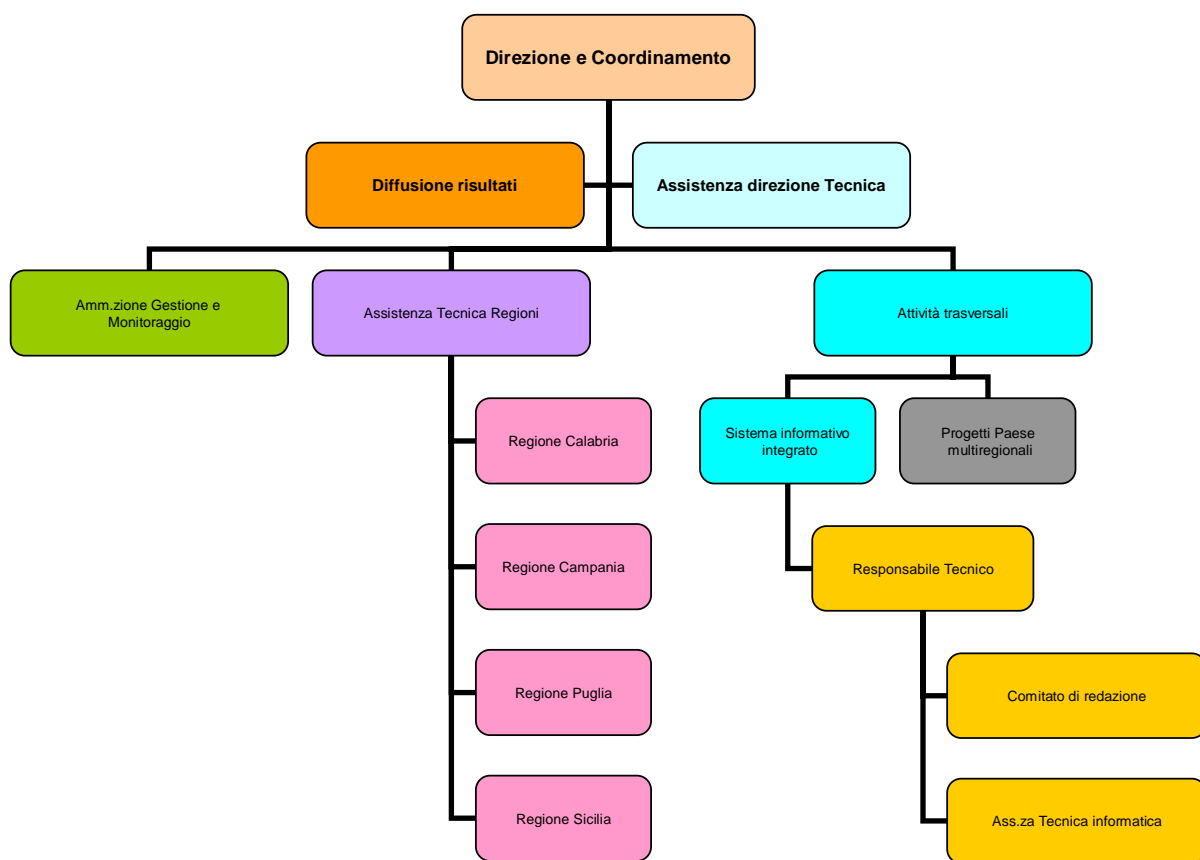 Direzione e Coordinamento
Diffusione risultati
Assistenza direzione Tecnica
Amm.zione Gestione e
Monitoraggio
Assistenza Tecnica Regioni
Attività trasversali
Sistema informativo
integrato
Progetti Paese
multiregionali
Regione Calabria
Regione Campania
Responsabile Tecnico
Regione Puglia
Comitato di redazione
Regione Sicilia
Ass.za Tecnica informatica